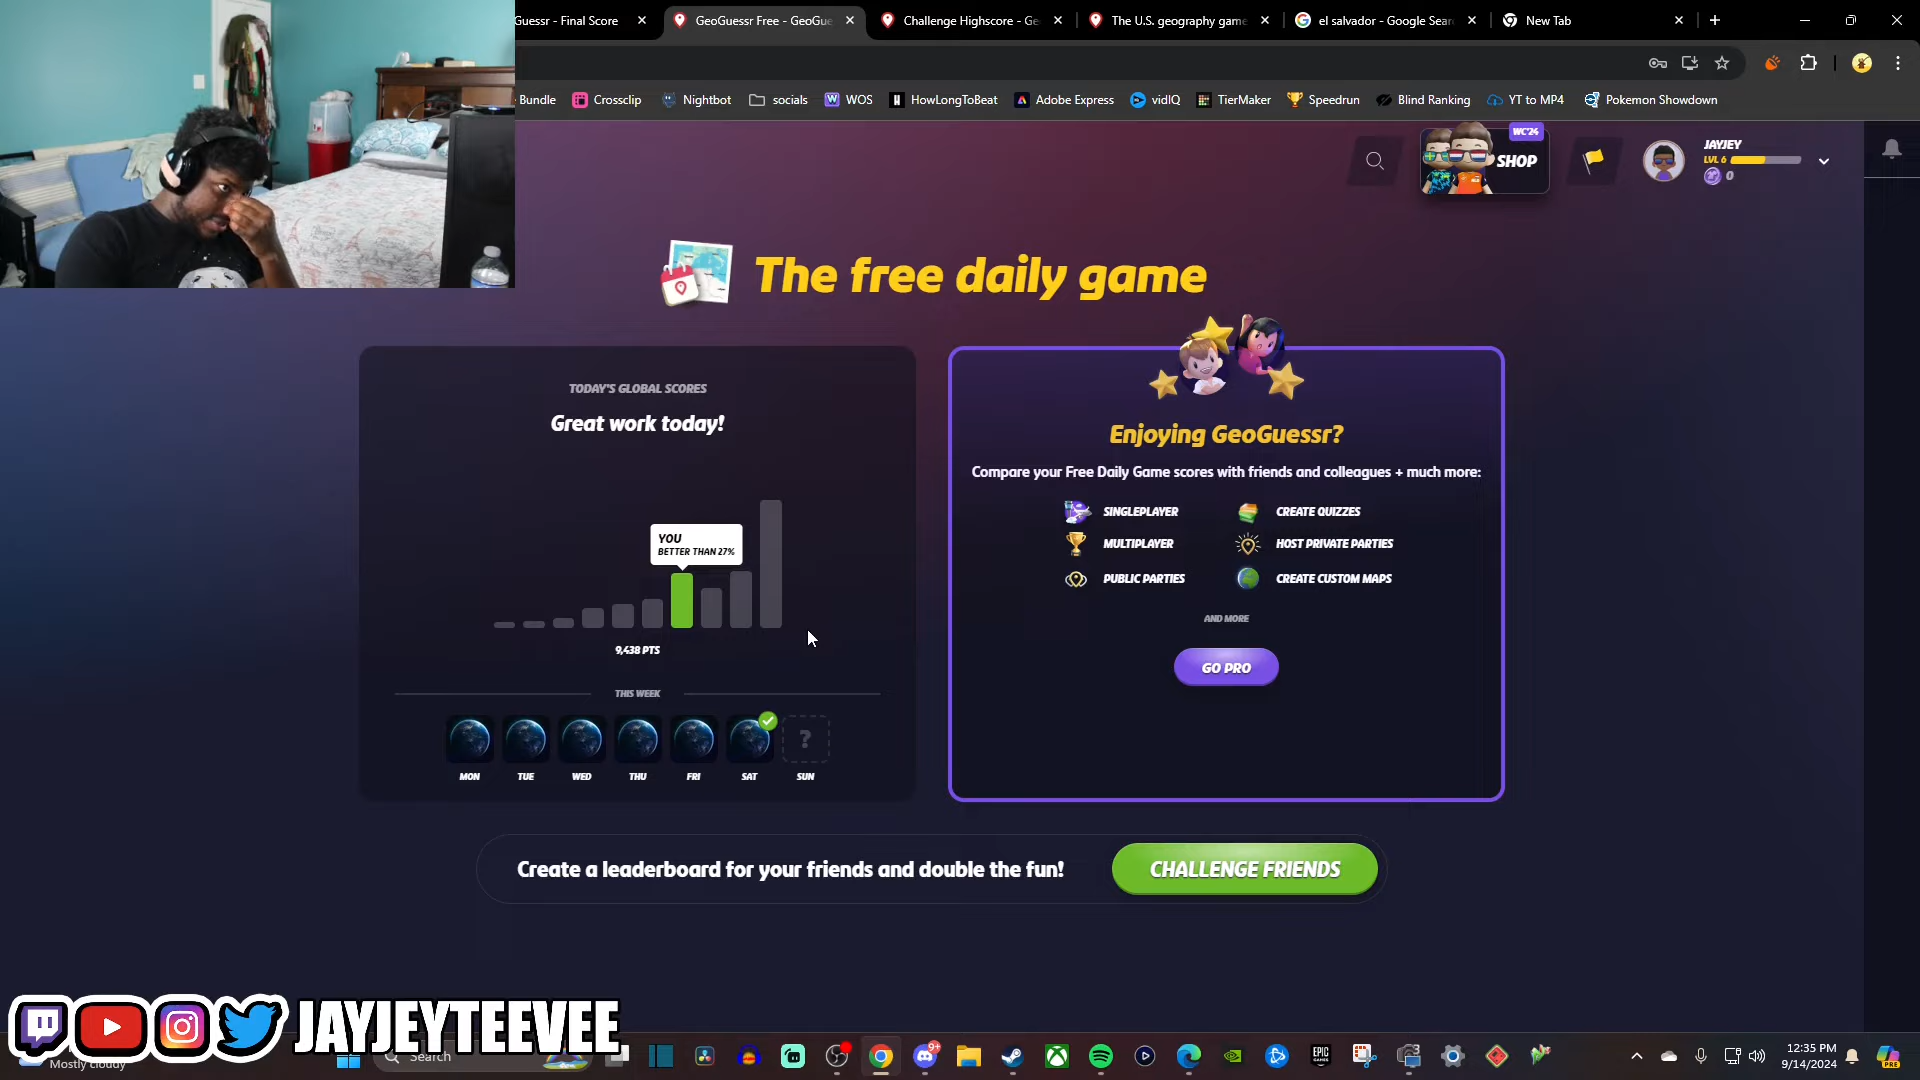 Guessr - Final Score
GeoGuessr Free - GeoGue
Challenge Highscore - Ge
The U.S. geography game
el salvador - Google Sear
New Tab
Bundle
Crossclip
Nightbot
socials
WOS
HowLongToBeat
Adobe Express
vidIQ
TierMaker
Speedrun
Blind Ranking
YT to MP4
Pokemon Showdown
WC'24
SHOP
JAYJEY
LVL 6
0
The free daily game
TODAY'S GLOBAL SCORES
Great work today!
YOU
BETTER THAN 27%
9,438 PTS
THIS WEEK
?
MON TUE WED THU FRI SAT SUN
Enjoying GeoGuessr?
Compare your Free Daily Game scores with friends and colleagues + much more:
SINGLEPLAYER
CREATE QUIZZES
MULTIPLAYER
HOST PRIVATE PARTIES
PUBLIC PARTIES
CREATE CUSTOM MAPS
AND MORE
GO PRO
Create a leaderboard for your friends and double the fun!
CHALLENGE FRIENDS
JAYJEYTEEVEE
Mostly cloudy
Search
9+
EPIC
GAMES
12:35 PM
9/14/2024
PRE